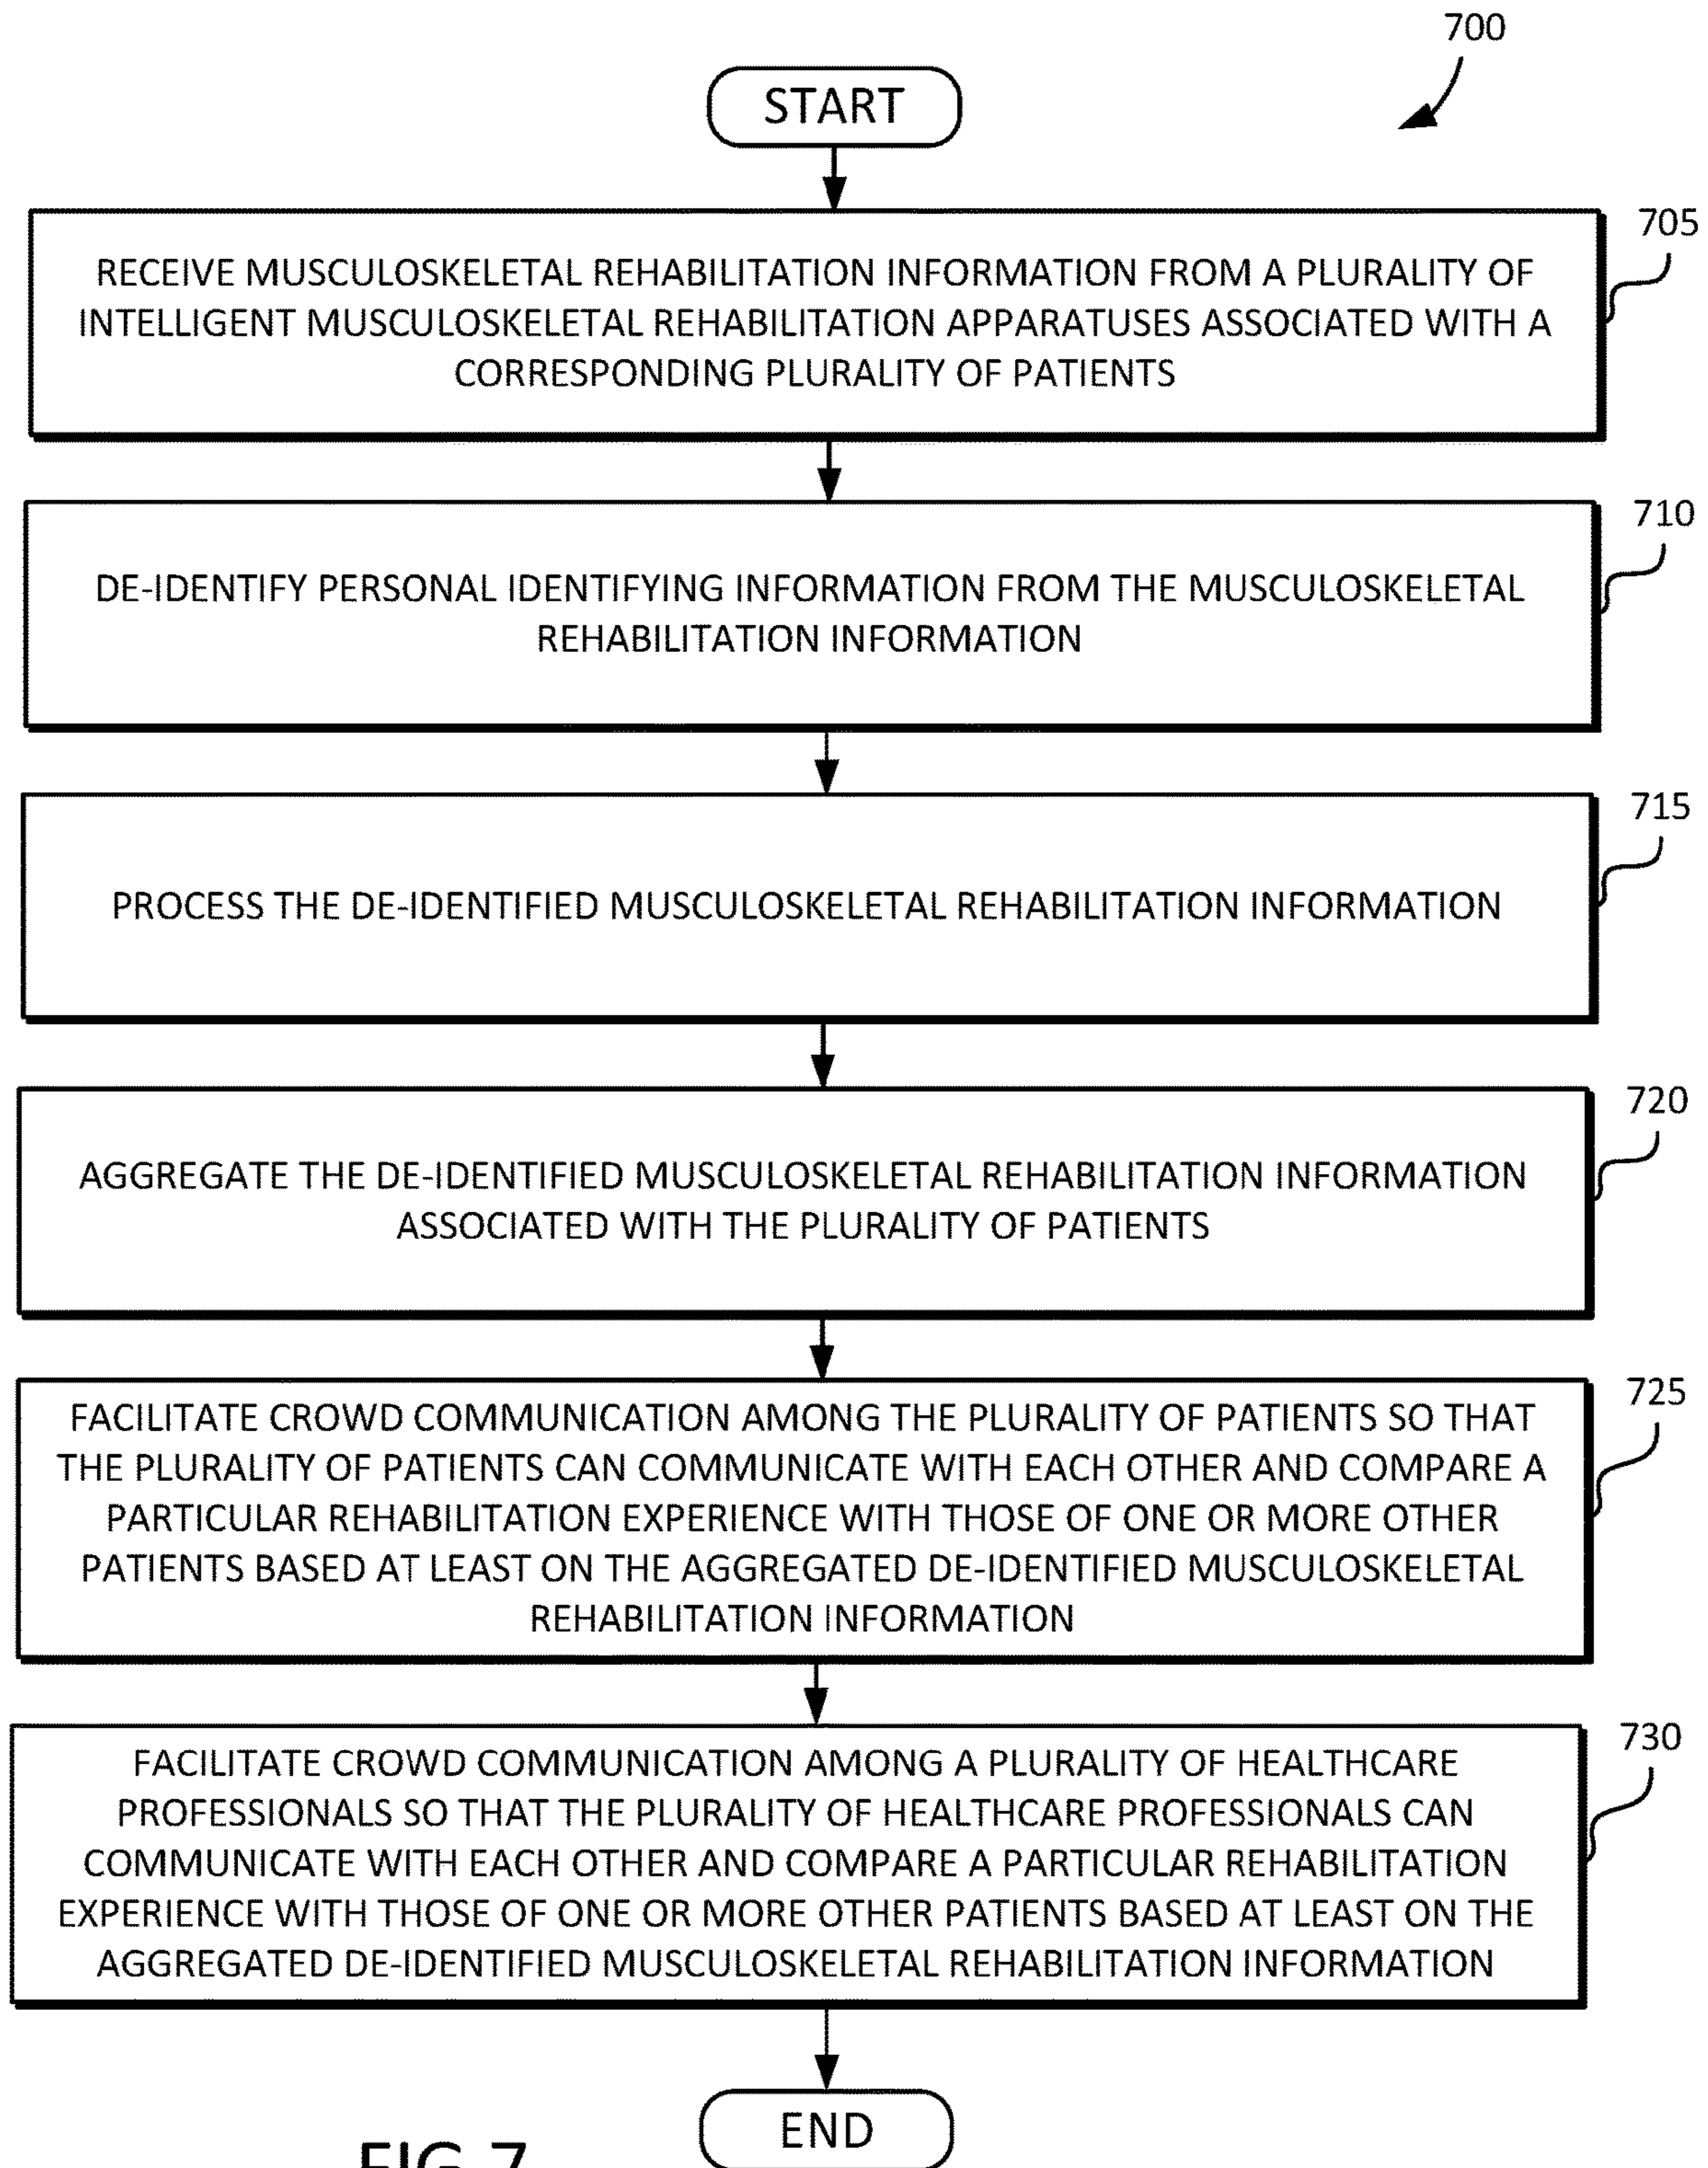 700
START
705
RECEIVE MUSCULOSKELETAL REHABILITATION INFORMATION FROM A PLURALITY OF
INTELLIGENT MUSCULOSKELETAL REHABILITATION APPARATUSES ASSOCIATED WITH A
CORRESPONDING PLURALITY OF PATIENTS
710
DE-IDENTIFY PERSONAL IDENTIFYING INFORMATION FROM THE MUSCULOSKELETAL
REHABILITATION INFORMATION
715
PROCESS THE DE-IDENTIFIED MUSCULOSKELETAL REHABILITATION INFORMATION
720
AGGREGATE THE DE-IDENTIFIED MUSCULOSKELETAL REHABILITATION INFORMATION
ASSOCIATED WITH THE PLURALITY OF PATIENTS
725
FACILITATE CROWD COMMUNICATION AMONG THE PLURALITY OF PATIENTS SO THAT
THE PLURALITY OF PATIENTS CAN COMMUNICATE WITH EACH OTHER AND COMPARE A
PARTICULAR REHABILITATION EXPERIENCE WITH THOSE OF ONE OR MORE OTHER
PATIENTS BASED AT LEAST ON THE AGGREGATED DE-IDENTIFIED MUSCULOSKELETAL
REHABILITATION INFORMATION
730
FACILITATE CROWD COMMUNICATION AMONG A PLURALITY OF HEALTHCARE
PROFESSIONALS SO THAT THE PLURALITY OF HEALTHCARE PROFESSIONALS CAN
COMMUNICATE WITH EACH OTHER AND COMPARE A PARTICULAR REHABILITATION
EXPERIENCE WITH THOSE OF ONE OR MORE OTHER PATIENTS BASED AT LEAST ON THE
AGGREGATED DE-IDENTIFIED MUSCULOSKELETAL REHABILITATION INFORMATION
END
FIG 7